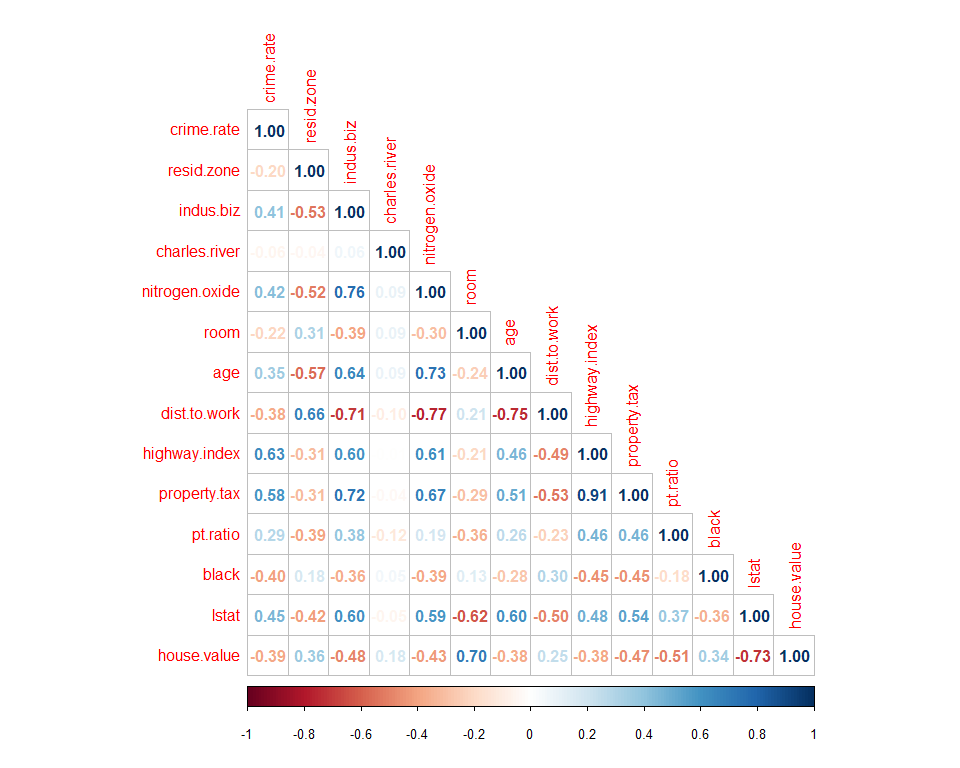 crime.rate
resid.zone
indus.biz
charles.river
nitrogen.oxide
room
age
dist.to.work
highway.index
property.tax
pt.ratio
black
lstat
house.value
crime.rate 1.00
resid.zone -0.20 1.00
indus.biz 0.41 -0.53 1.00
charles.river -0.06 -0.04 0.06 1.00
nitrogen.oxide 0.42 -0.52 0.76 0.09 1.00
room -0.22 0.31 -0.39 0.09 -0.30 1.00
age 0.35 -0.57 0.64 0.09 0.73 -0.24 1.00
dist.to.work -0.38 0.66 -0.71 -0.10 -0.77 0.21 -0.75 1.00
highway.index 0.63 -0.31 0.60 0.61 -0.21 0.46 -0.49 1.00
property.tax 0.58 -0.31 0.72 -0.04 0.67 -0.29 0.51 -0.53 0.91 1.00
pt.ratio 0.29 -0.39 0.38 -0.12 0.19 -0.36 0.26 -0.23 0.46 0.46 1.00
black -0.40 0.18 -0.36 0.05 -0.39 0.13 -0.28 0.30 -0.45 -0.45 -0.18 1.00
lstat 0.45 -0.42 0.60 -0.05 0.59 -0.62 0.60 -0.50 0.48 0.54 0.37 -0.36 1.00
house.value -0.39 0.36 -0.48 0.18 -0.43 0.70 -0.38 0.25 -0.38 -0.47 -0.51 0.34 -0.73 1.00
-1 -0.8 -0.6 -0.4 -0.2 0 0.2 0.4 0.6 0.8 1